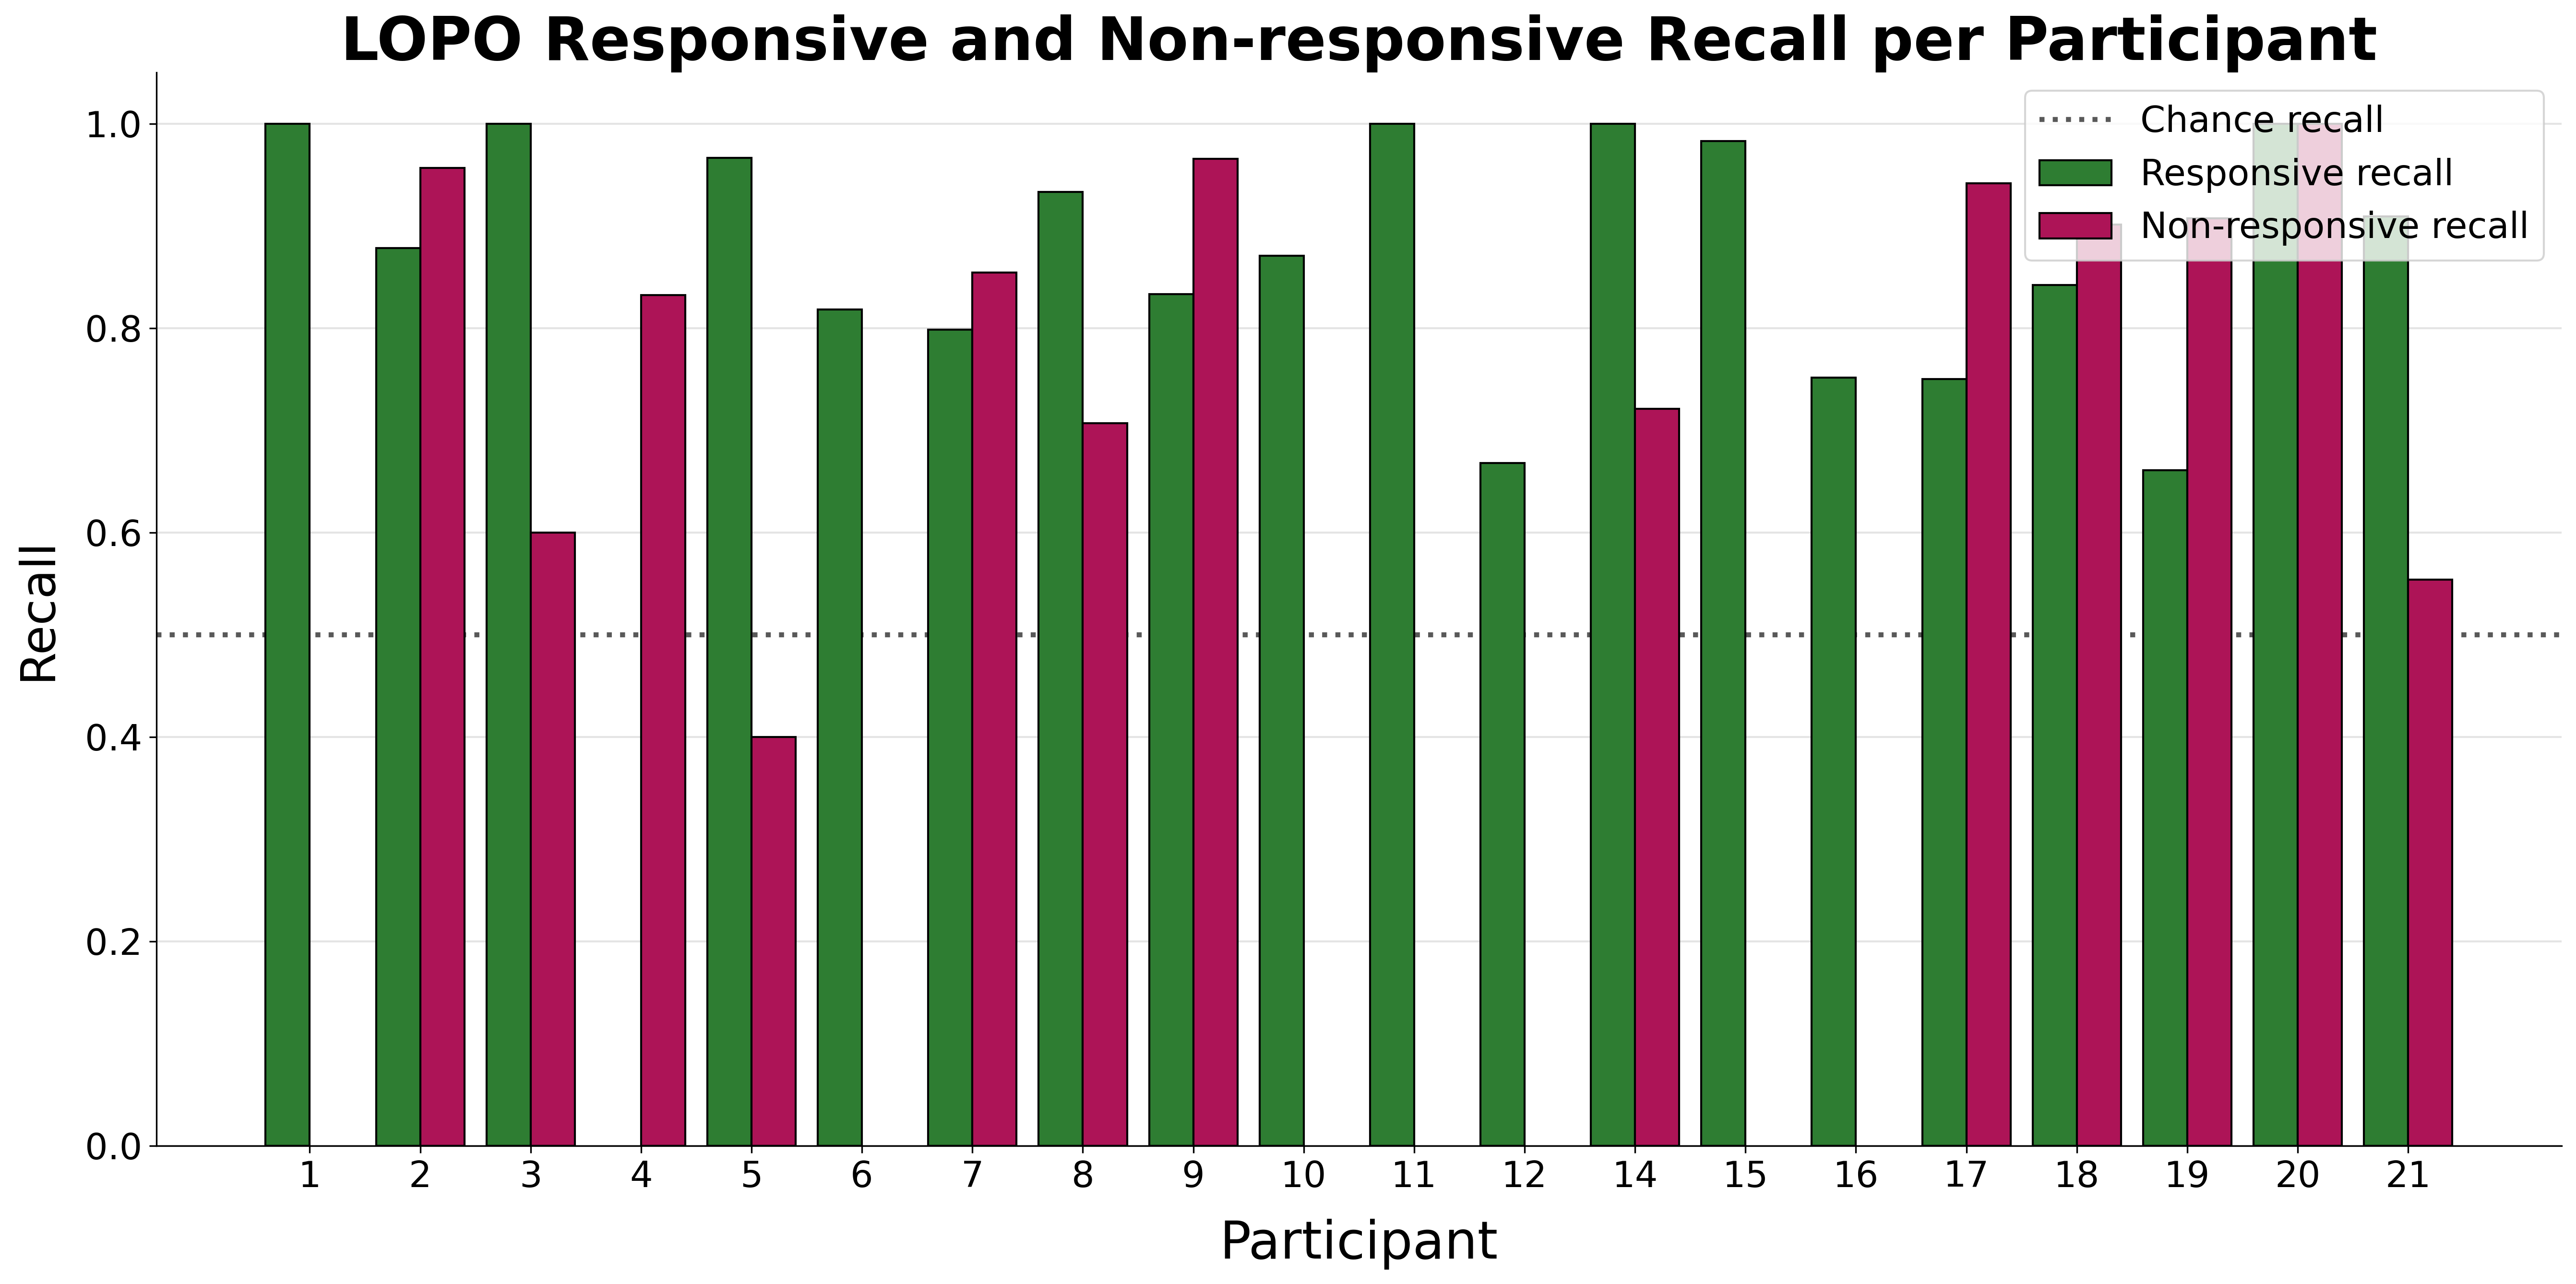 LOPO Responsive and Non-responsive Recall per Participant
Chance recall
Responsive recall
Non-responsive recall
1.0
0.8
0.6
0.4
0.2
0.0
Recall
1 2 3 4 5 6 7 8 9 10 11 12 14 15 16 17 18 19 20 21
Participant